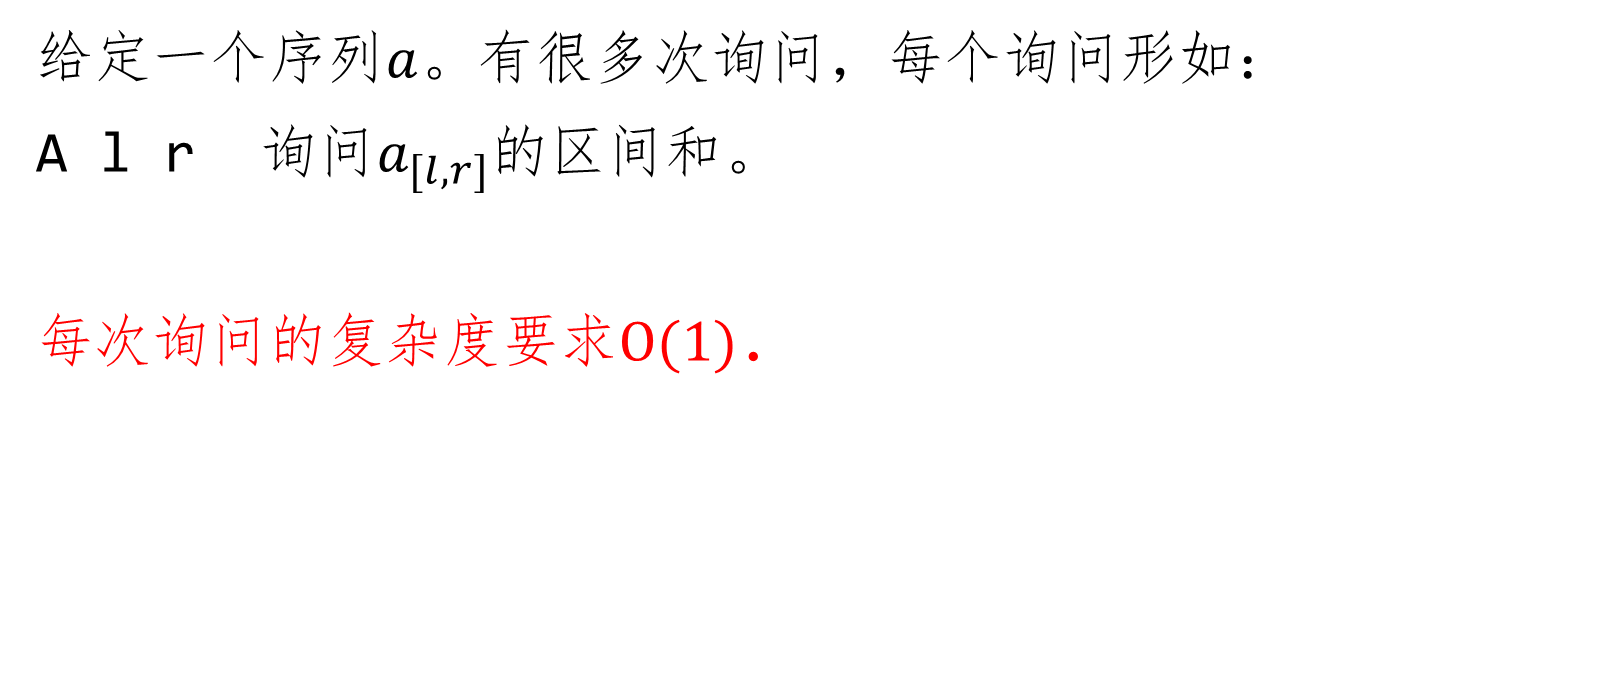 给定一个序列a。有很多次询问，每个询问形如：
A l r 询问a[l,r]的区间和。
每次询问的复杂度要求O(1).